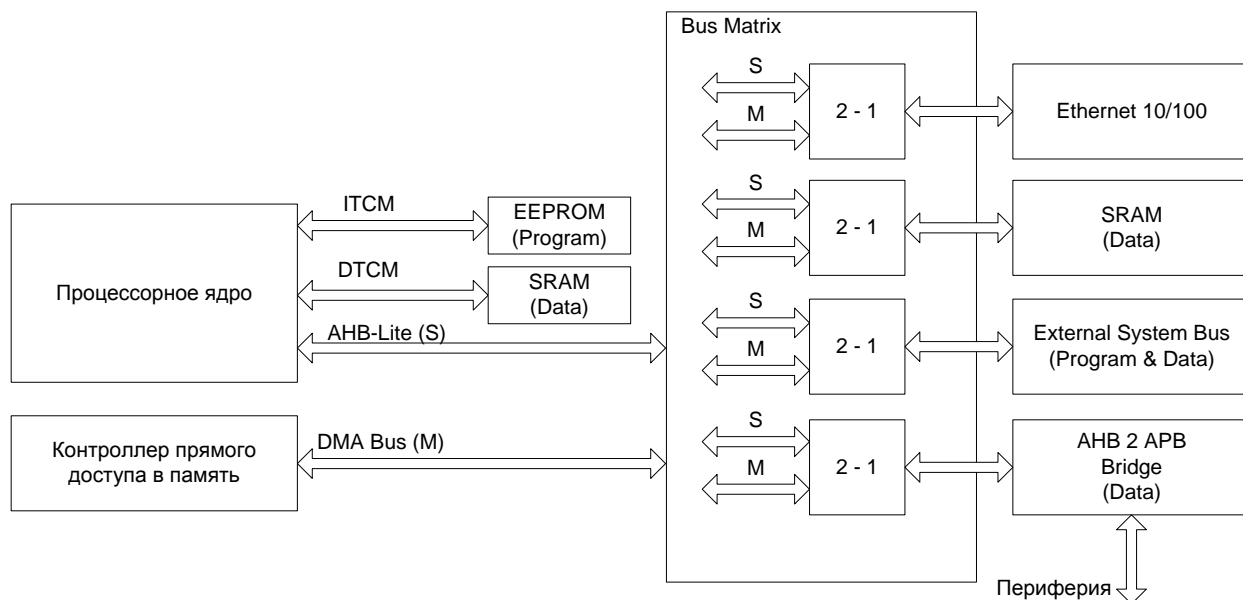 Bus Matrix
S
M
2 - 1
Ethernet 10/100
S
M
2 - 1
SRAM
(Data)
S
M
2 - 1
External System Bus
(Program & Data)
S
M
2 - 1
AHB 2 APB
Bridge
(Data)
Периферия
Процессорное ядро
ITCM
EEPROM
(Program)
DTCM
SRAM
(Data)
AHB-Lite (S)
Контроллер прямого
доступа в память
DMA Bus (M)